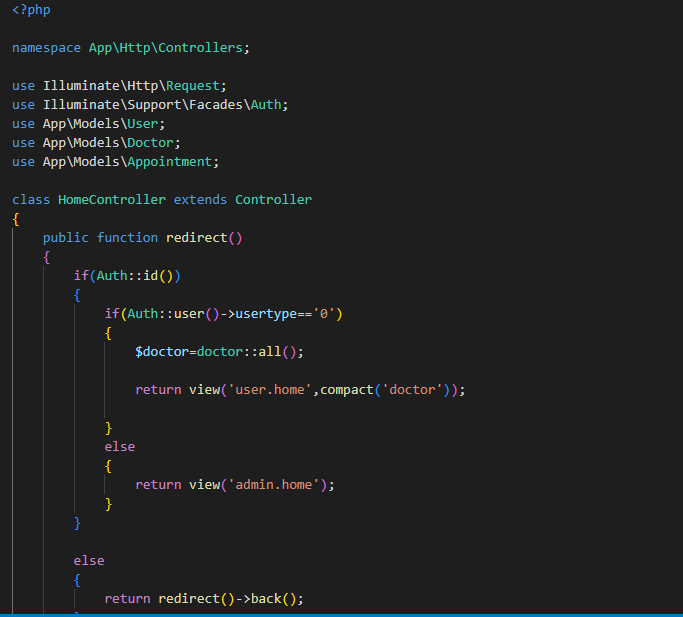 <?php
namespace App\Http\Controllers;
use Illuminate\Http\Request;
use Illuminate\Support\Facades\Auth;
use App\Models\User;
use App\Models\Doctor;
use App\Models\Appointment;
class HomeController extends Controller
{
public function redirect()
{
if(Auth::id())
{
if(Auth::user()->usertype=='0')
{
$doctor=doctor::all();
return view('user.home',compact('doctor'));
}
else
{
return view('admin.home');
}
}
else
{
return redirect()->back();